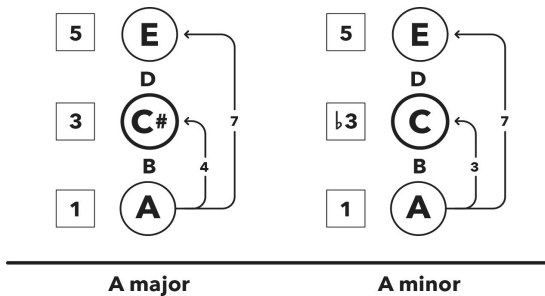 5 E 5 E
D D
3 C# 7 ♭3 C 7
B 4 B 3
1 A 1 A
A major A minor